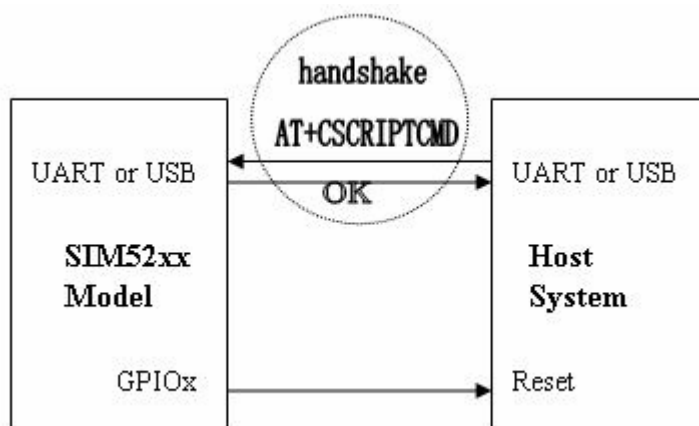 handshake
AT+CSCRIPTCMD
OK
UART or USB
SIM52xx
Model
GPIOx
UART or USB
Host
System
Reset